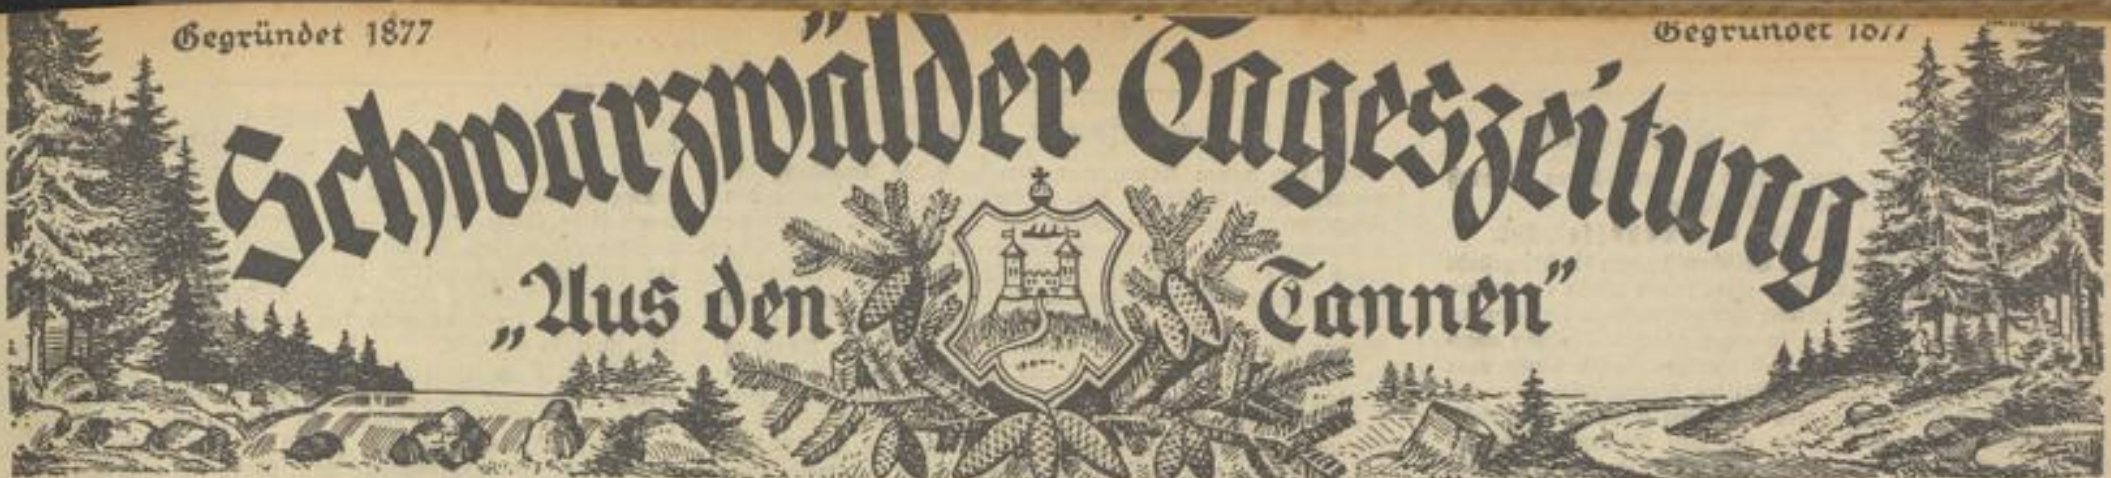 Gegründet 1877
Gegründet 1877
Schwarzwälder Tageszeitung
„Aus den Tannen"